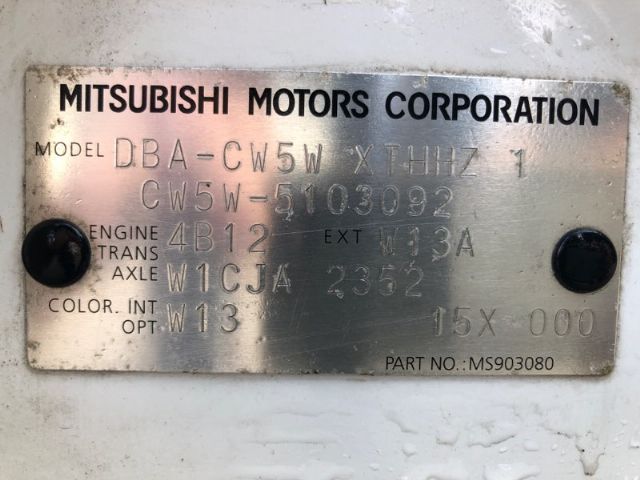 MITSUBISHI MOTORS CORPORATION
MODEL DBA-CW5W XTHHZ 1
CW5W-5103092
ENGINE 4B12 EXT W13A
TRANS
AXLE W1CJA 2352
COLOR. INT W13
OPT 15X 000
PART NO.:MS903080